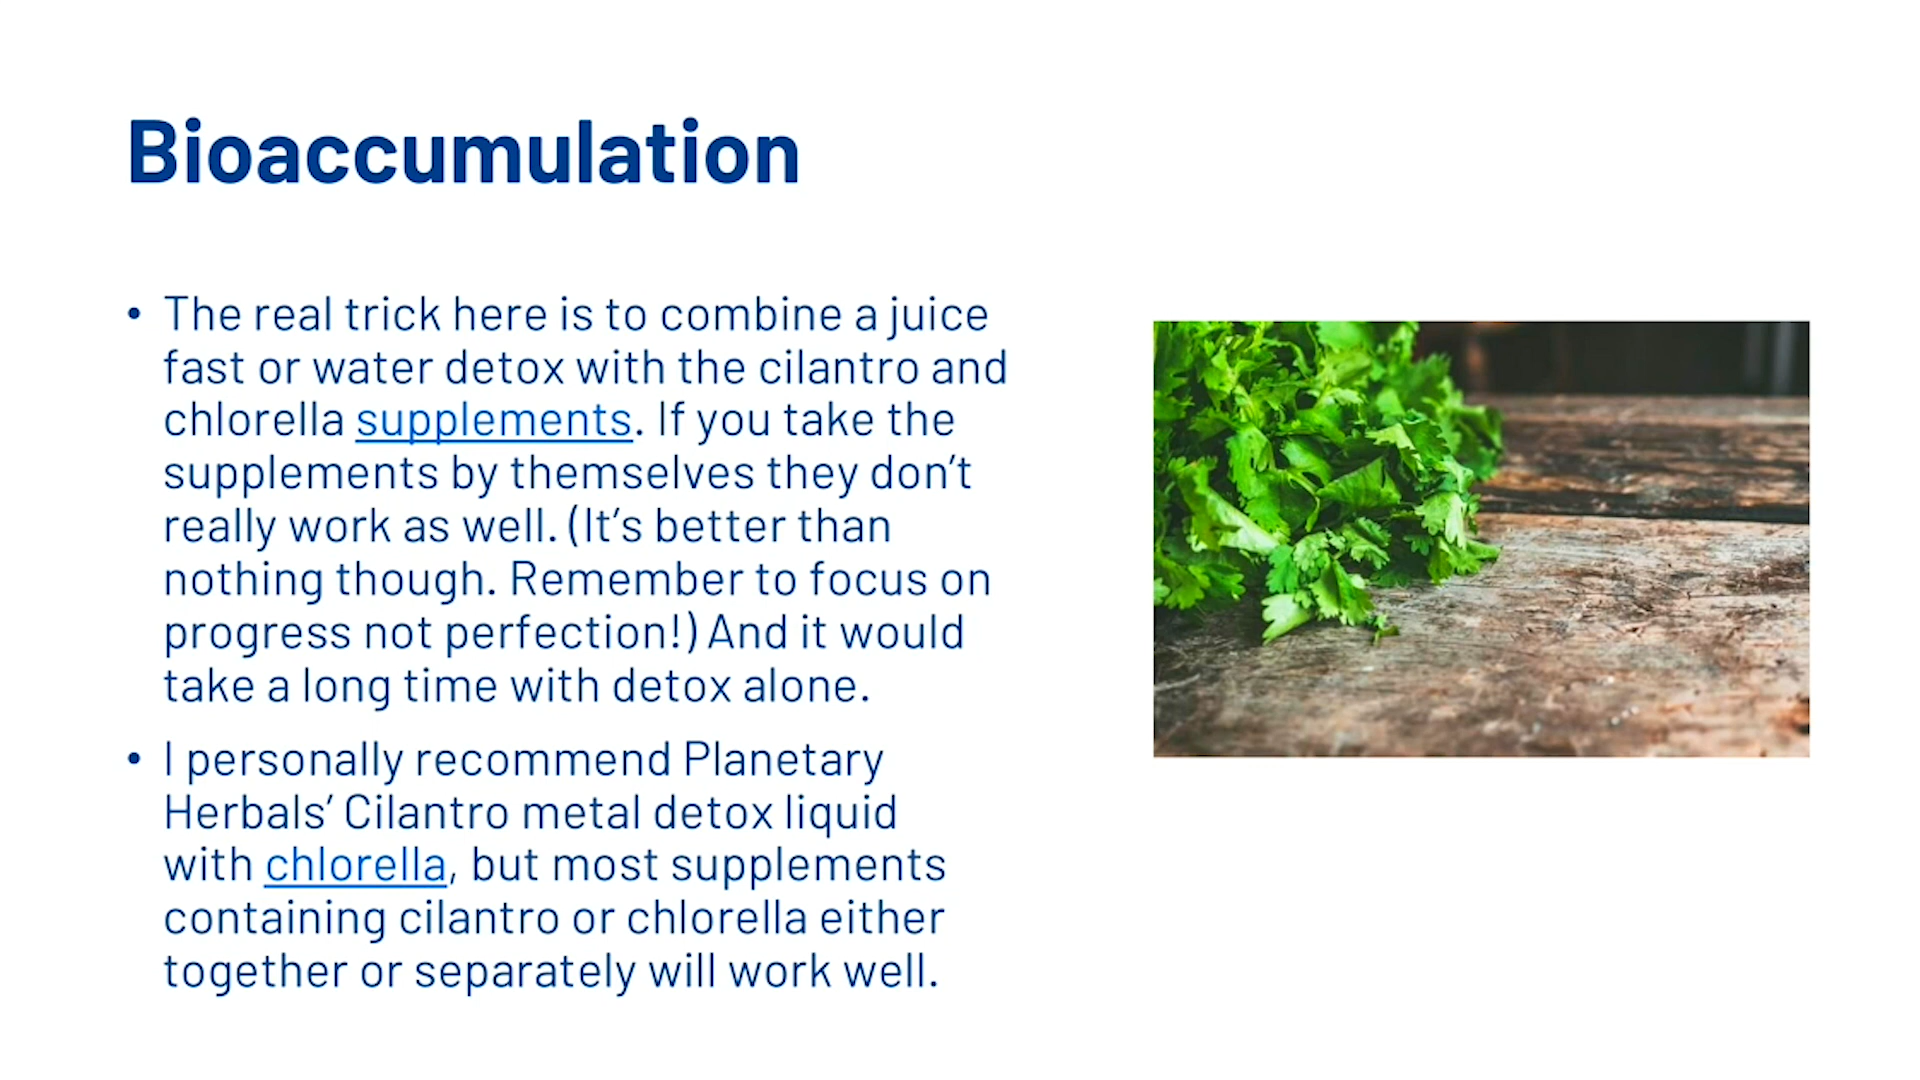 Bioaccumulation
• The real trick here is to combine a juice
fast or water detox with the cilantro and
chlorella supplements. If you take the
supplements by themselves they don’t
really work as well. (It’s better than
nothing though. Remember to focus on
progress not perfection!) And it would
take a long time with detox alone.
• I personally recommend Planetary
Herbals’ Cilantro metal detox liquid
with chlorella, but most supplements
containing cilantro or chlorella either
together or separately will work well.